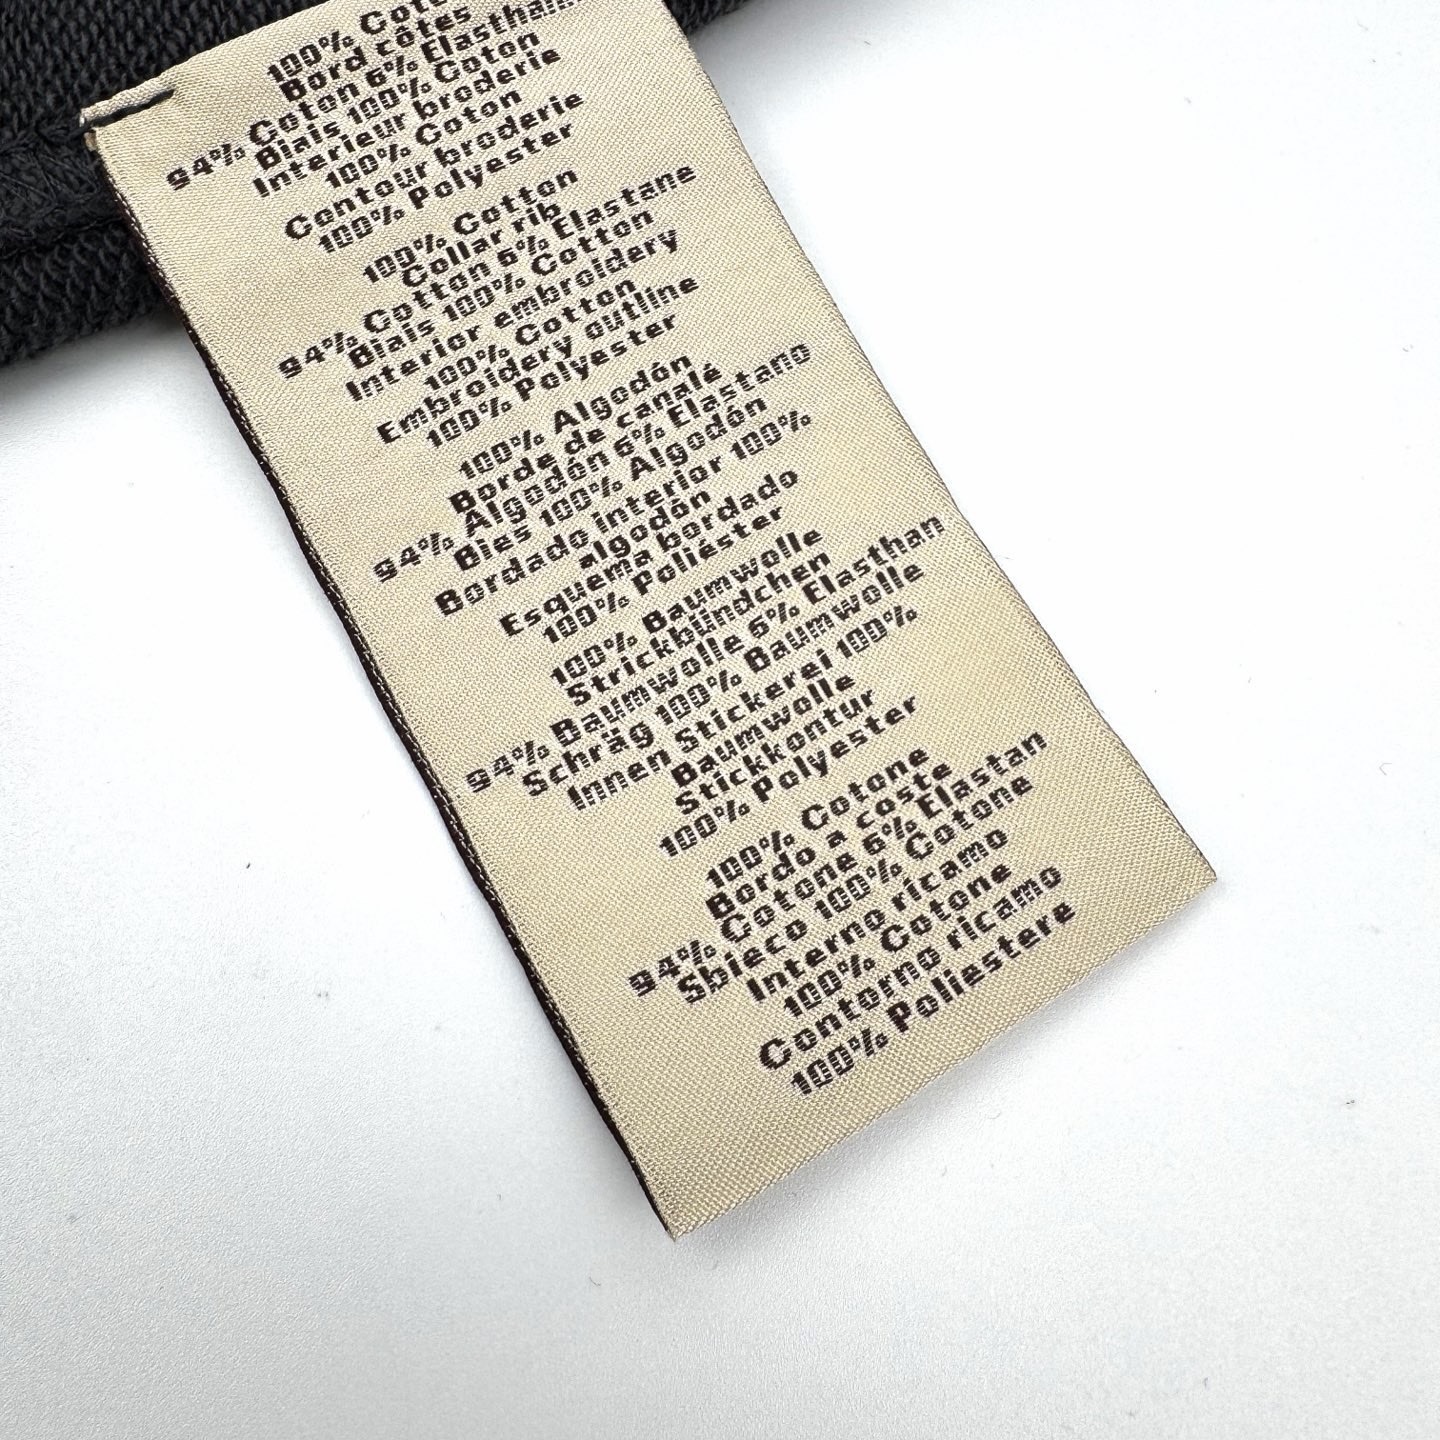 100% Coton
Bord côtes
94% Coton 6% Elasthanne
Biais 100% Coton
Interieur broderie
100% Coton
Contour broderie
100% Polyester
100% Cotton
Collar rib
94% Cotton 6% Elastane
Biais 100% Cotton
Interior embroidery
100% Cotton
Embroidery outline
100% Polyester
100% Algodón
Borde de canalé
94% Algodón 6% Elastano
Bies 100% Algodón
Bordado interior 100%
algodón
Esquema bordado
100% Poliéster
100% Baumwolle
Strickbündchen
94% Baumwolle 6% Elasthan
Schräg 100% Baumwolle
Innen Stickerei 100%
Baumwolle
Stickkontur
100% Polyester
100% Cotone
Bordo a coste
94% Cotone 6% Elastan
Sbieco 100% Cotone
Interno ricamo
100% Cotone
Contorno ricamo
100% Poliestere